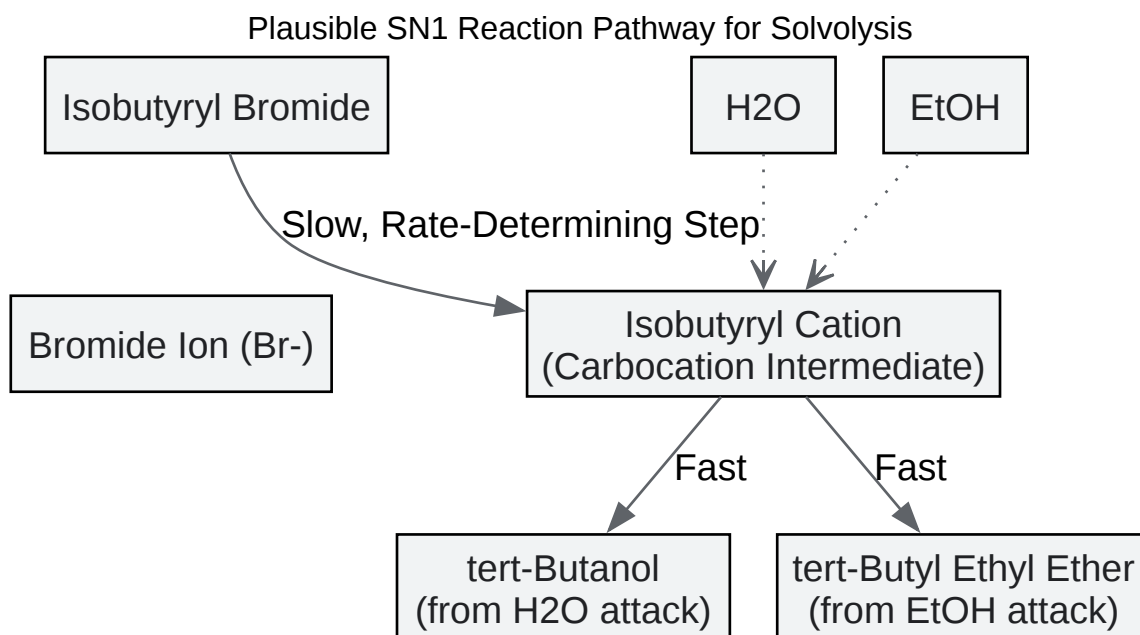 Plausible SN1 Reaction Pathway for Solvolysis
Isobutyryl Bromide
H2O
EtOH
Slow, Rate-Determining Step
Bromide Ion (Br-)
Isobutyryl Cation
(Carbocation Intermediate)
Fast
Fast
tert-Butanol
(from H2O attack)
tert-Butyl Ethyl Ether
(from EtOH attack)